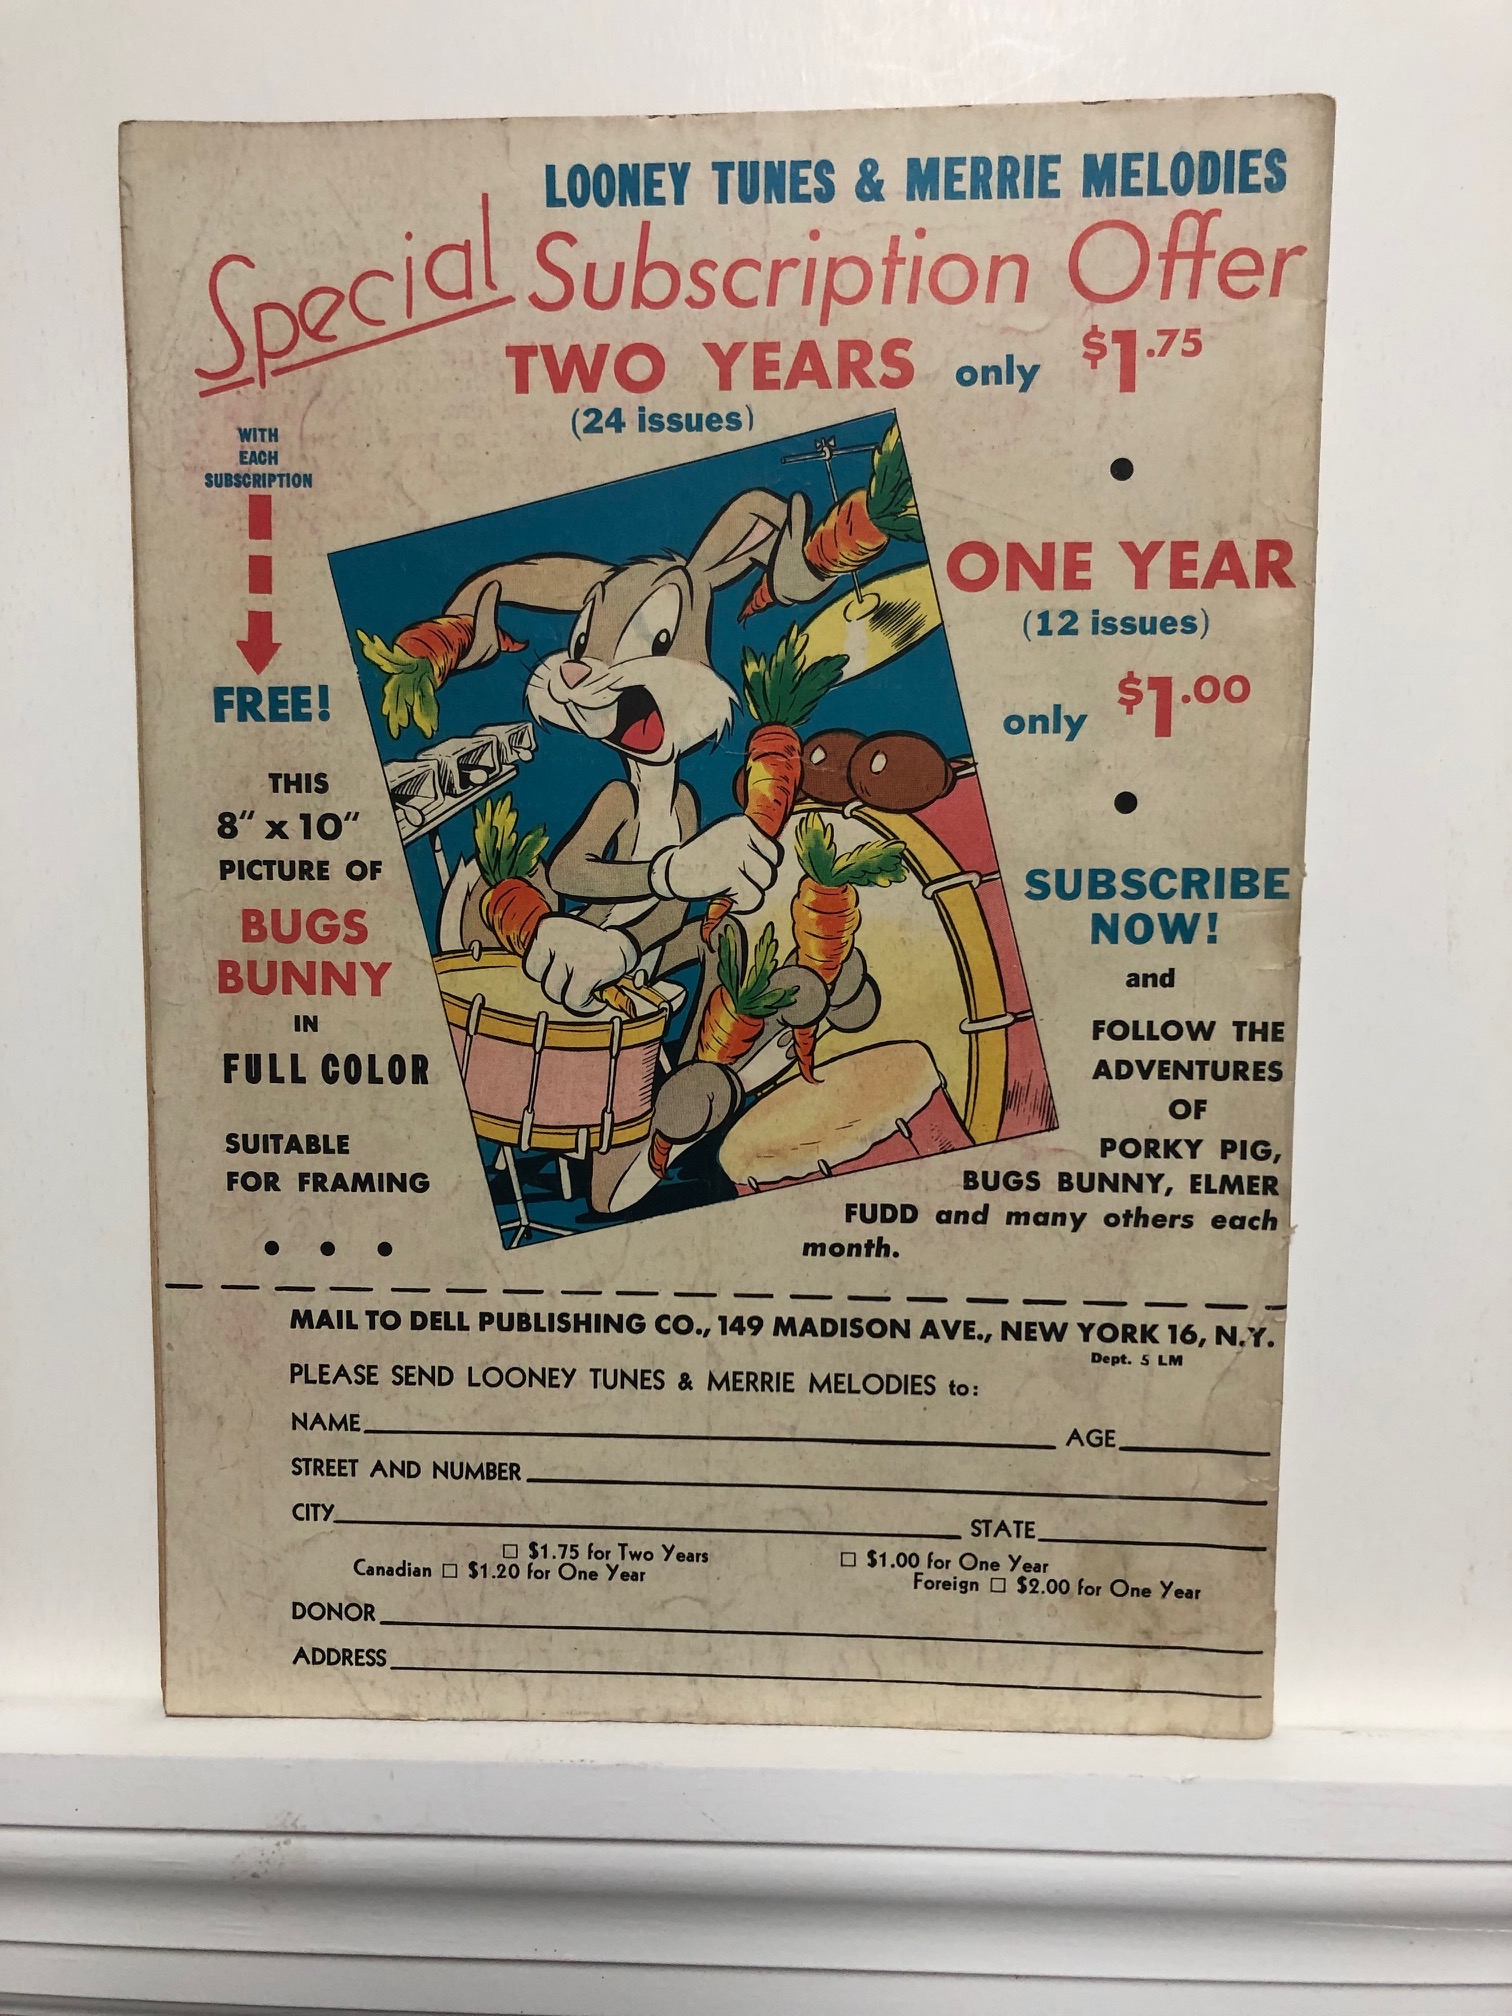 LOONEY TUNES & MERRIE MELODIES
Special Subscription Offer
TWO YEARS only $1.75
(24 issues)
WITH
EACH
SUBSCRIPTION
FREE!
THIS
8" x 10"
PICTURE OF
BUGS
BUNNY
IN
FULL COLOR
SUITABLE
FOR FRAMING
ONE YEAR
(12 issues)
only $1.00
SUBSCRIBE
NOW!
and
FOLLOW THE
ADVENTURES
OF
PORKY PIG,
BUGS BUNNY, ELMER
FUDD and many others each
month.
MAIL TO DELL PUBLISHING CO., 149 MADISON AVE., NEW YORK 16, N.Y.
Dept. 5 LM
PLEASE SEND LOONEY TUNES & MERRIE MELODIES to:
NAME AGE
STREET AND NUMBER
CITY STATE
$1.75 for Two Years $1.00 for One Year
Canadian $1.20 for One Year Foreign $2.00 for One Year
DONOR
ADDRESS